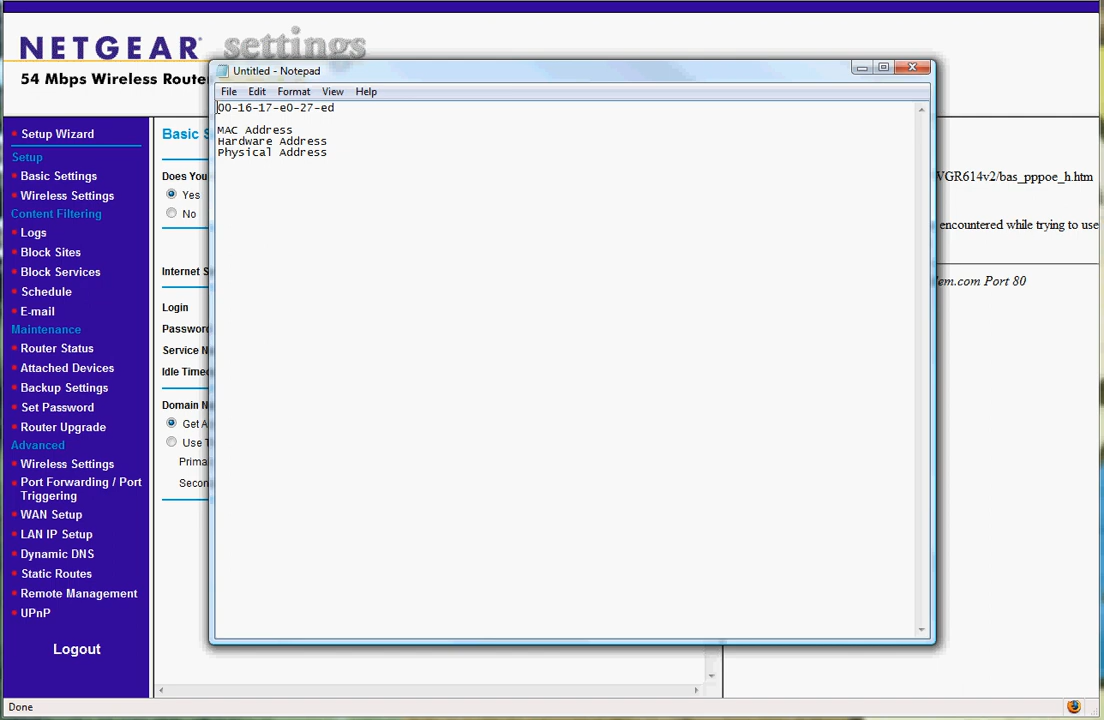 NETGEAR settings
54 Mbps Wireless Route
Untitled - Notepad
File Edit Format View Help
00-16-17-e0-27-ed
MAC Address
Hardware Address
Physical Address
Setup Wizard
Setup
Basic Settings
Wireless Settings
Content Filtering
Logs
Block Sites
Block Services
Schedule
E-mail
Maintenance
Router Status
Attached Devices
Backup Settings
Set Password
Router Upgrade
Advanced
Wireless Settings
Port Forwarding / Port
Triggering
WAN Setup
LAN IP Setup
Dynamic DNS
Static Routes
Remote Management
UPnP
Logout
Basic S
Does You
Yes
No
Internet S
Login
Password
Service N
Idle Timeo
Domain N
Get A
Use T
Prima
Secon
VGR614v2/bas_pppoe_h.htm
encountered while trying to use
em.com Port 80
Done